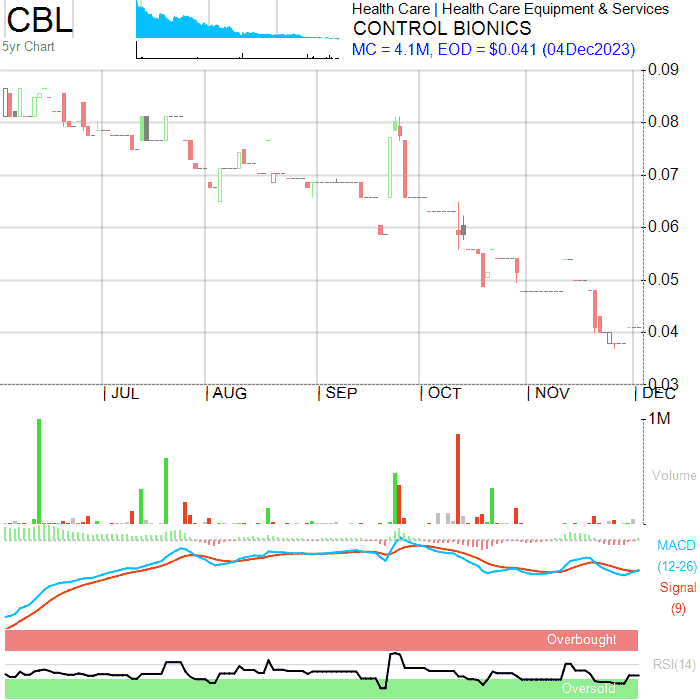 CBL
5yr Chart
Health Care | Health Care Equipment & Services
CONTROL BIONICS
MC = 4.1M, EOD = $0.041 (04Dec2023)
0.09
0.08
0.07
0.06
0.05
0.04
0.03
| JUL | AUG | SEP | OCT | NOV | DEC
1M
Volume
MACD
(12-26)
Signal
(9)
Overbought
RSI(14)
Oversold